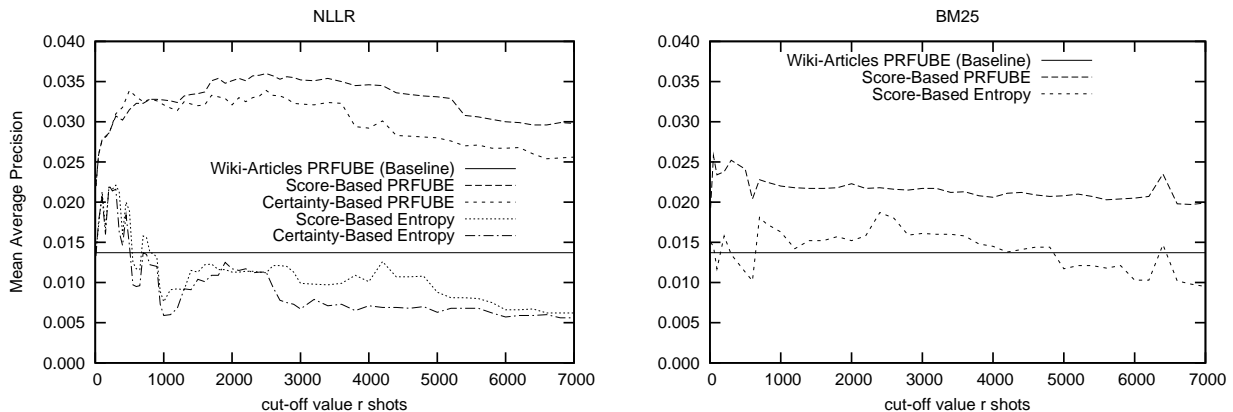 NLLR
0.040
0.035
0.030
0.025
0.020
0.015
0.010
0.005
0.000
Mean Average Precision
Wiki-Articles PRFUBE (Baseline)
Score-Based PRFUBE
Certainty-Based PRFUBE
Score-Based Entropy
Certainty-Based Entropy
0 1000 2000 3000 4000 5000 6000 7000
cut-off value r shots
BM25
0.040
0.035
0.030
0.025
0.020
0.015
0.010
0.005
0.000
Wiki-Articles PRFUBE (Baseline)
Score-Based PRFUBE
Score-Based Entropy
0 1000 2000 3000 4000 5000 6000 7000
cut-off value r shots